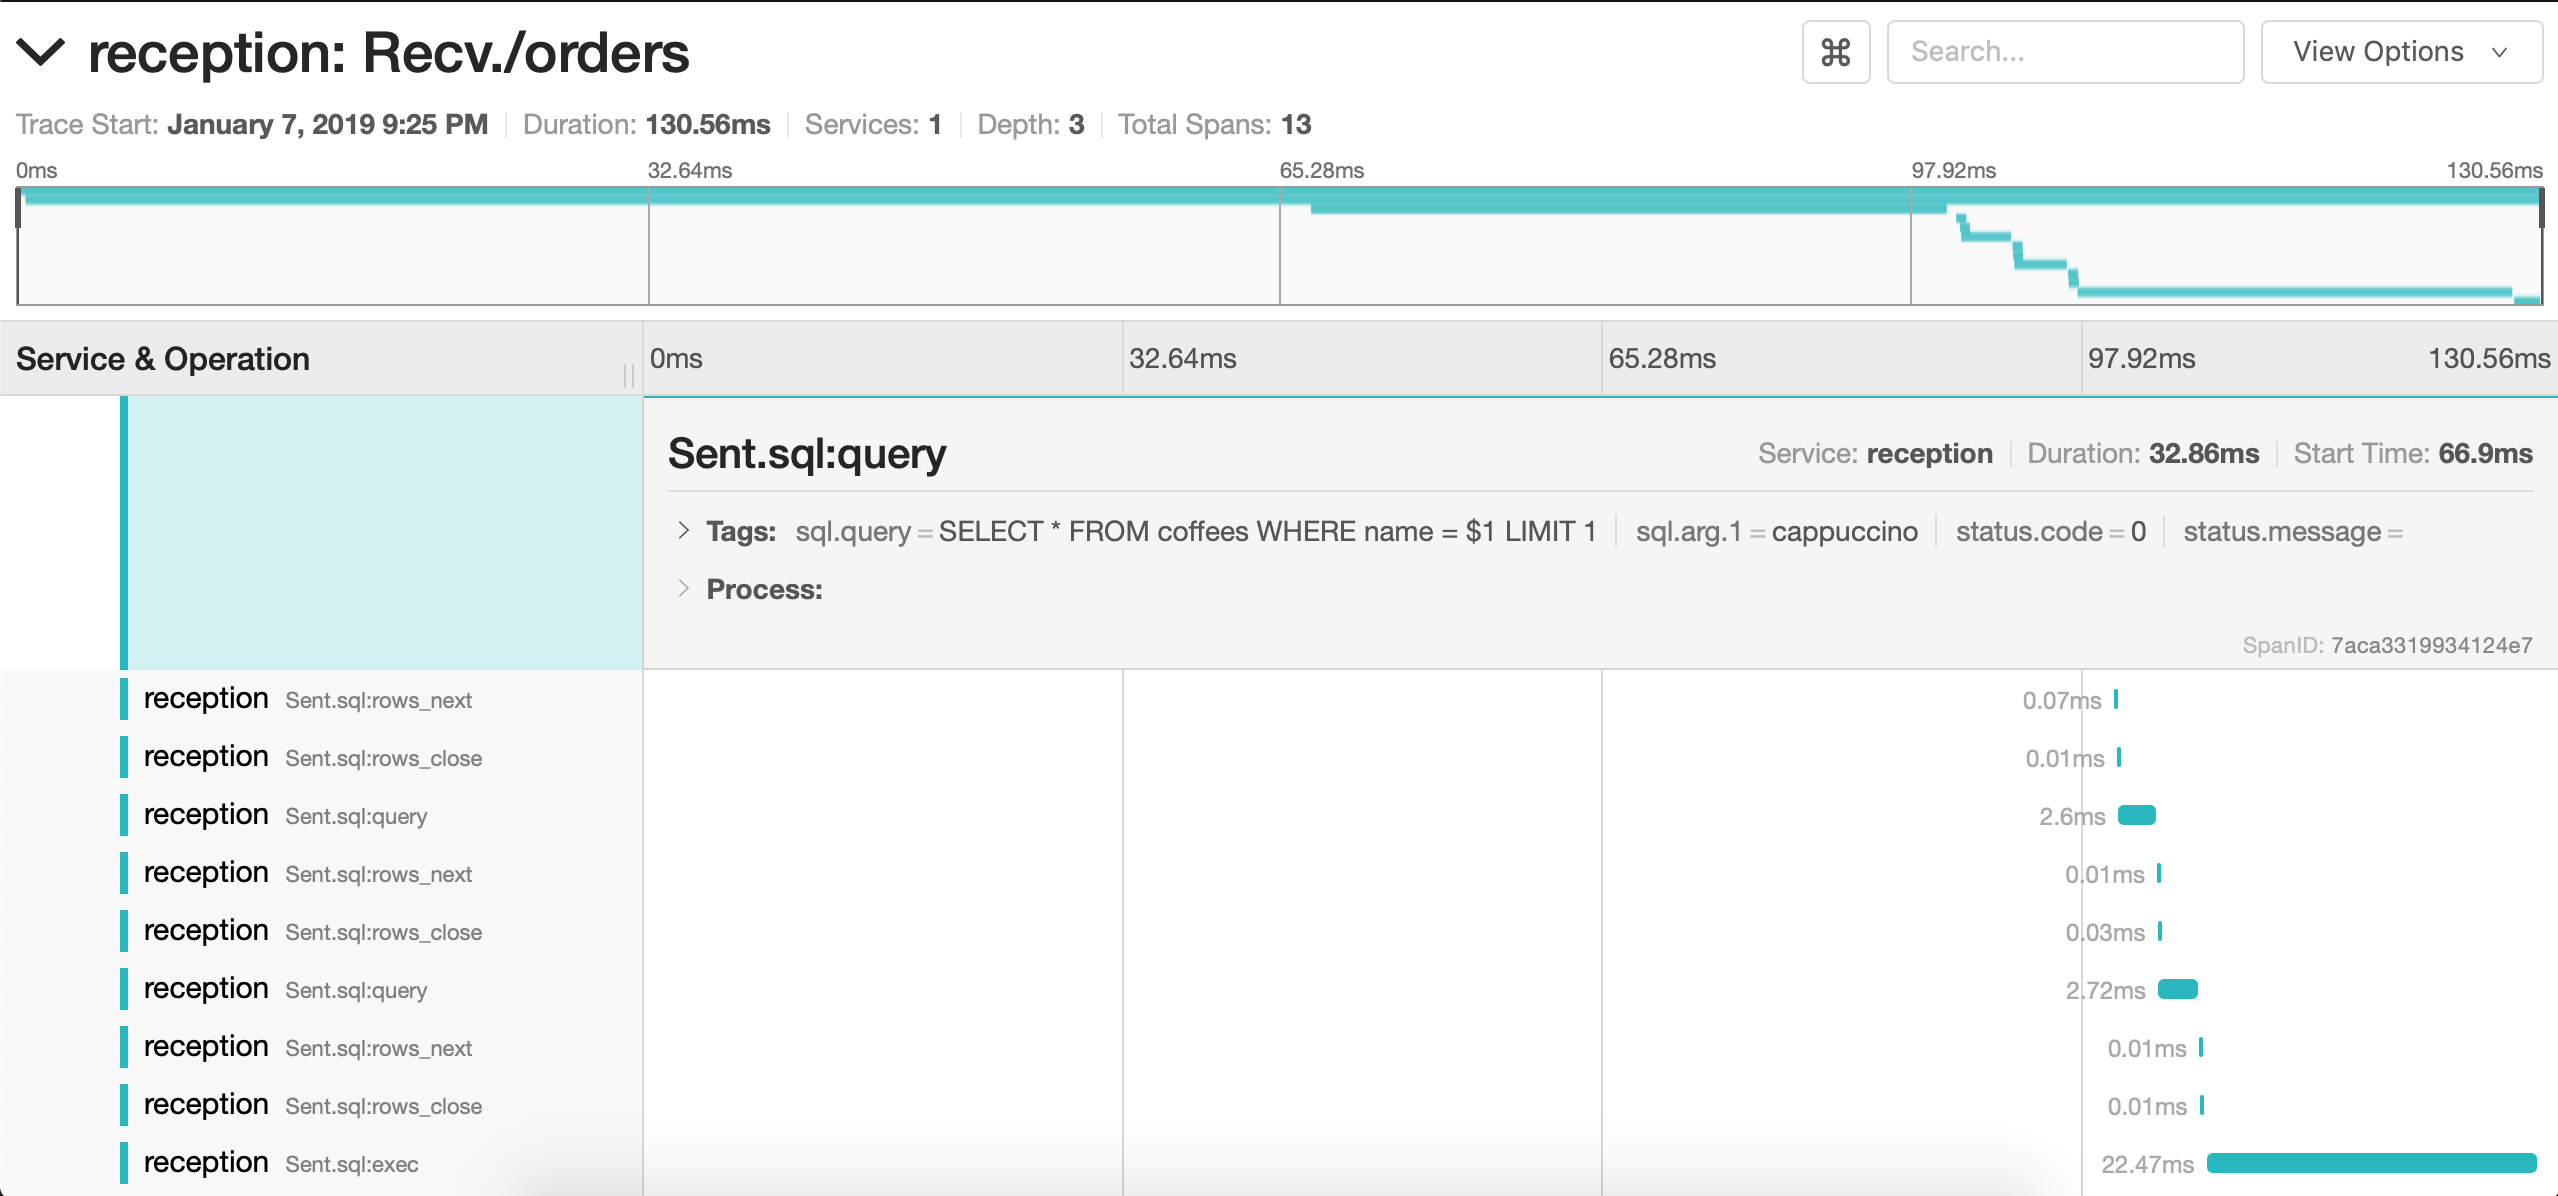 reception: Recv./orders
⌘ Search... View Options
Trace Start: January 7, 2019 9:25 PM Duration: 130.56ms Services: 1 Depth: 3 Total Spans: 13
0ms 32.64ms 65.28ms 97.92ms 130.56ms
Service & Operation 0ms 32.64ms 65.28ms 97.92ms 130.56ms
Sent.sql:query Service: reception Duration: 32.86ms Start Time: 66.9ms
Tags: sql.query = SELECT * FROM coffees WHERE name = $1 LIMIT 1 sql.arg.1 = cappuccino status.code = 0 status.message =
Process:
SpanID: 7aca3319934124e7
reception Sent.sql:rows_next 0.07ms
reception Sent.sql:rows_close 0.01ms
reception Sent.sql:query 2.6ms
reception Sent.sql:rows_next 0.01ms
reception Sent.sql:rows_close 0.03ms
reception Sent.sql:query 2.72ms
reception Sent.sql:rows_next 0.01ms
reception Sent.sql:rows_close 0.01ms
reception Sent.sql:exec 22.47ms